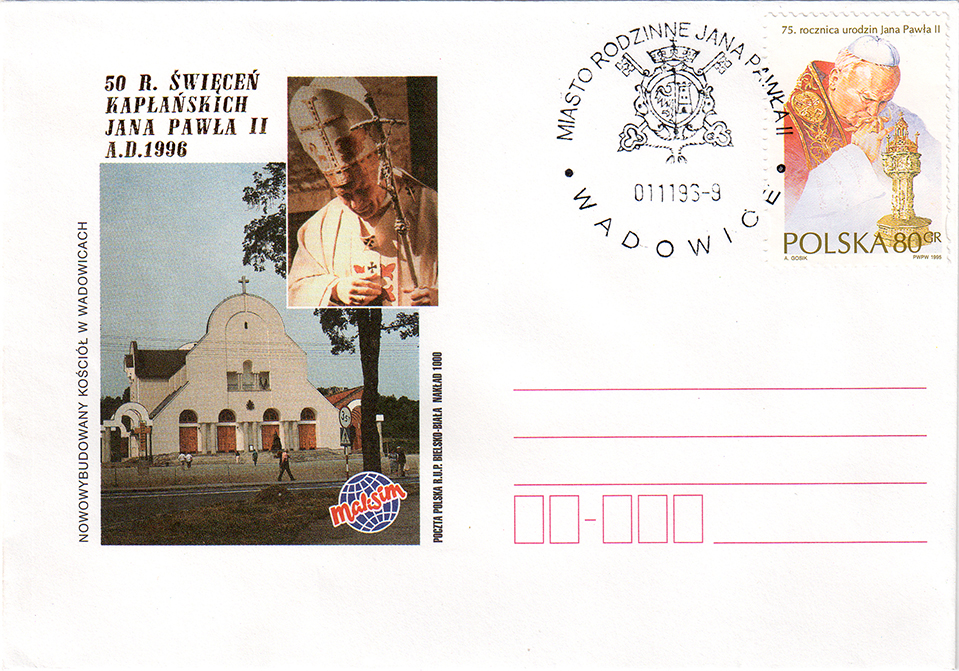 50 R. ŚWIĘCEŃ
KAPŁAŃSKICH
JANA PAWŁA II
A.D.1996
NOWOWYBUDOWANY KOŚCIÓŁ W WADOWICACH
POCZTA POLSKA R.U.P. BIELSKO-BIAŁA NAKŁAD 1000
maksim
MIASTO RODZINNE JANA PAWŁA II
011196-9
• WADOWICE •
75. rocznica urodzin Jana Pawła II
POLSKA 80 GR
A. GOSIK
PWPW 1995